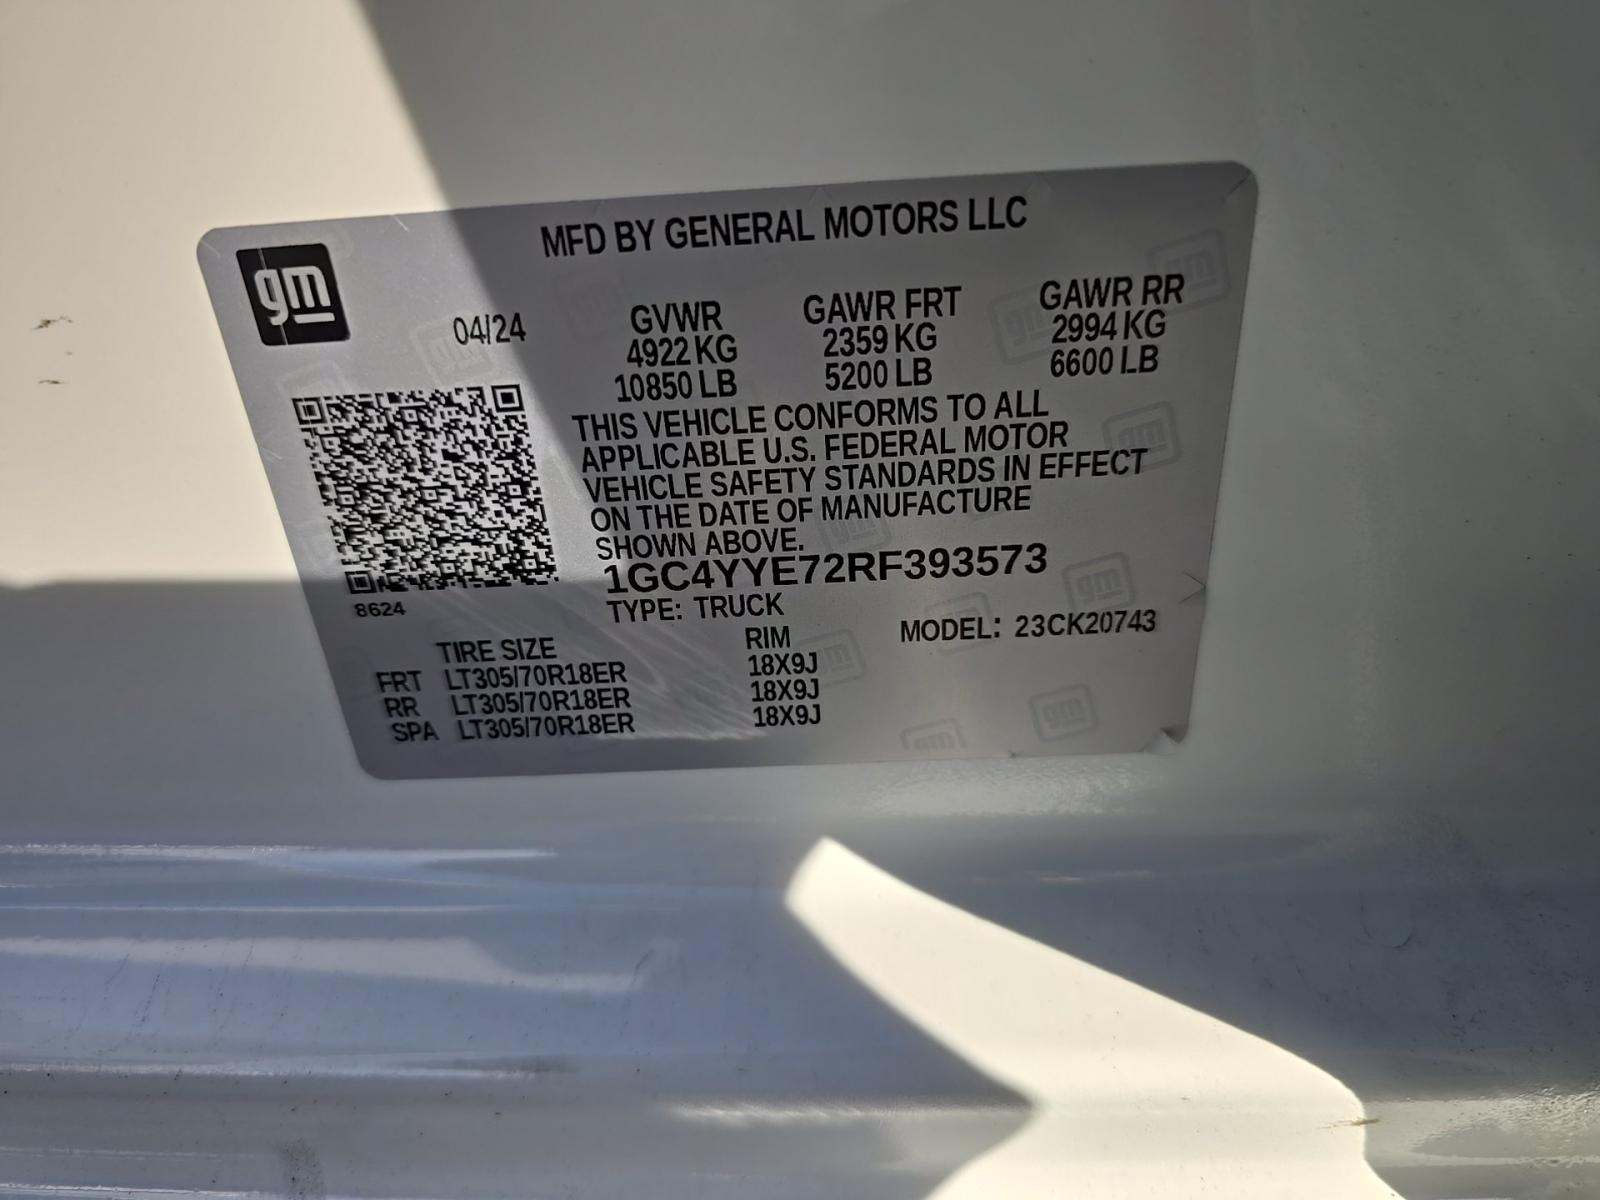 gm
MFD BY GENERAL MOTORS LLC
04/24 GVWR GAWR FRT GAWR RR
4922 KG 2359 KG 2994 KG
10850 LB 5200 LB 6600 LB
THIS VEHICLE CONFORMS TO ALL
APPLICABLE U.S. FEDERAL MOTOR
VEHICLE SAFETY STANDARDS IN EFFECT
ON THE DATE OF MANUFACTURE
SHOWN ABOVE.
1GC4YYE72RF393573
8624
TYPE: TRUCK
MODEL: 23CK20743
TIRE SIZE RIM
FRT LT305/70R18ER 18X9J
RR LT305/70R18ER 18X9J
SPA LT305/70R18ER 18X9J